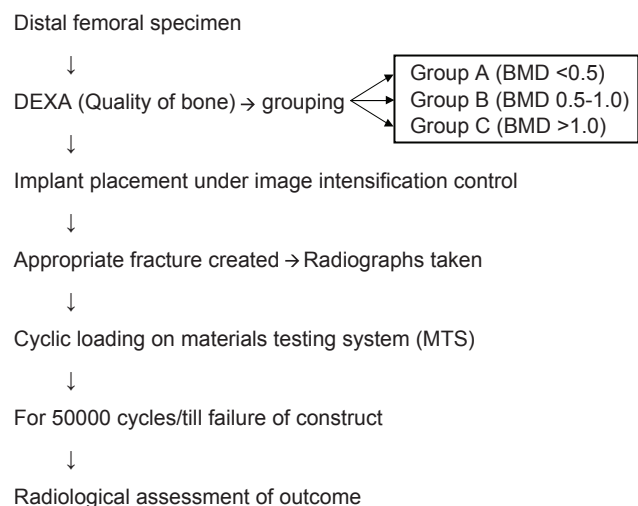 Distal femoral specimen
↓
DEXA (Quality of bone) → grouping
Group A (BMD <0.5)
Group B (BMD 0.5-1.0)
Group C (BMD >1.0)
↓
Implant placement under image intensification control
↓
Appropriate fracture created → Radiographs taken
↓
Cyclic loading on materials testing system (MTS)
↓
For 50000 cycles/till failure of construct
↓
Radiological assessment of outcome